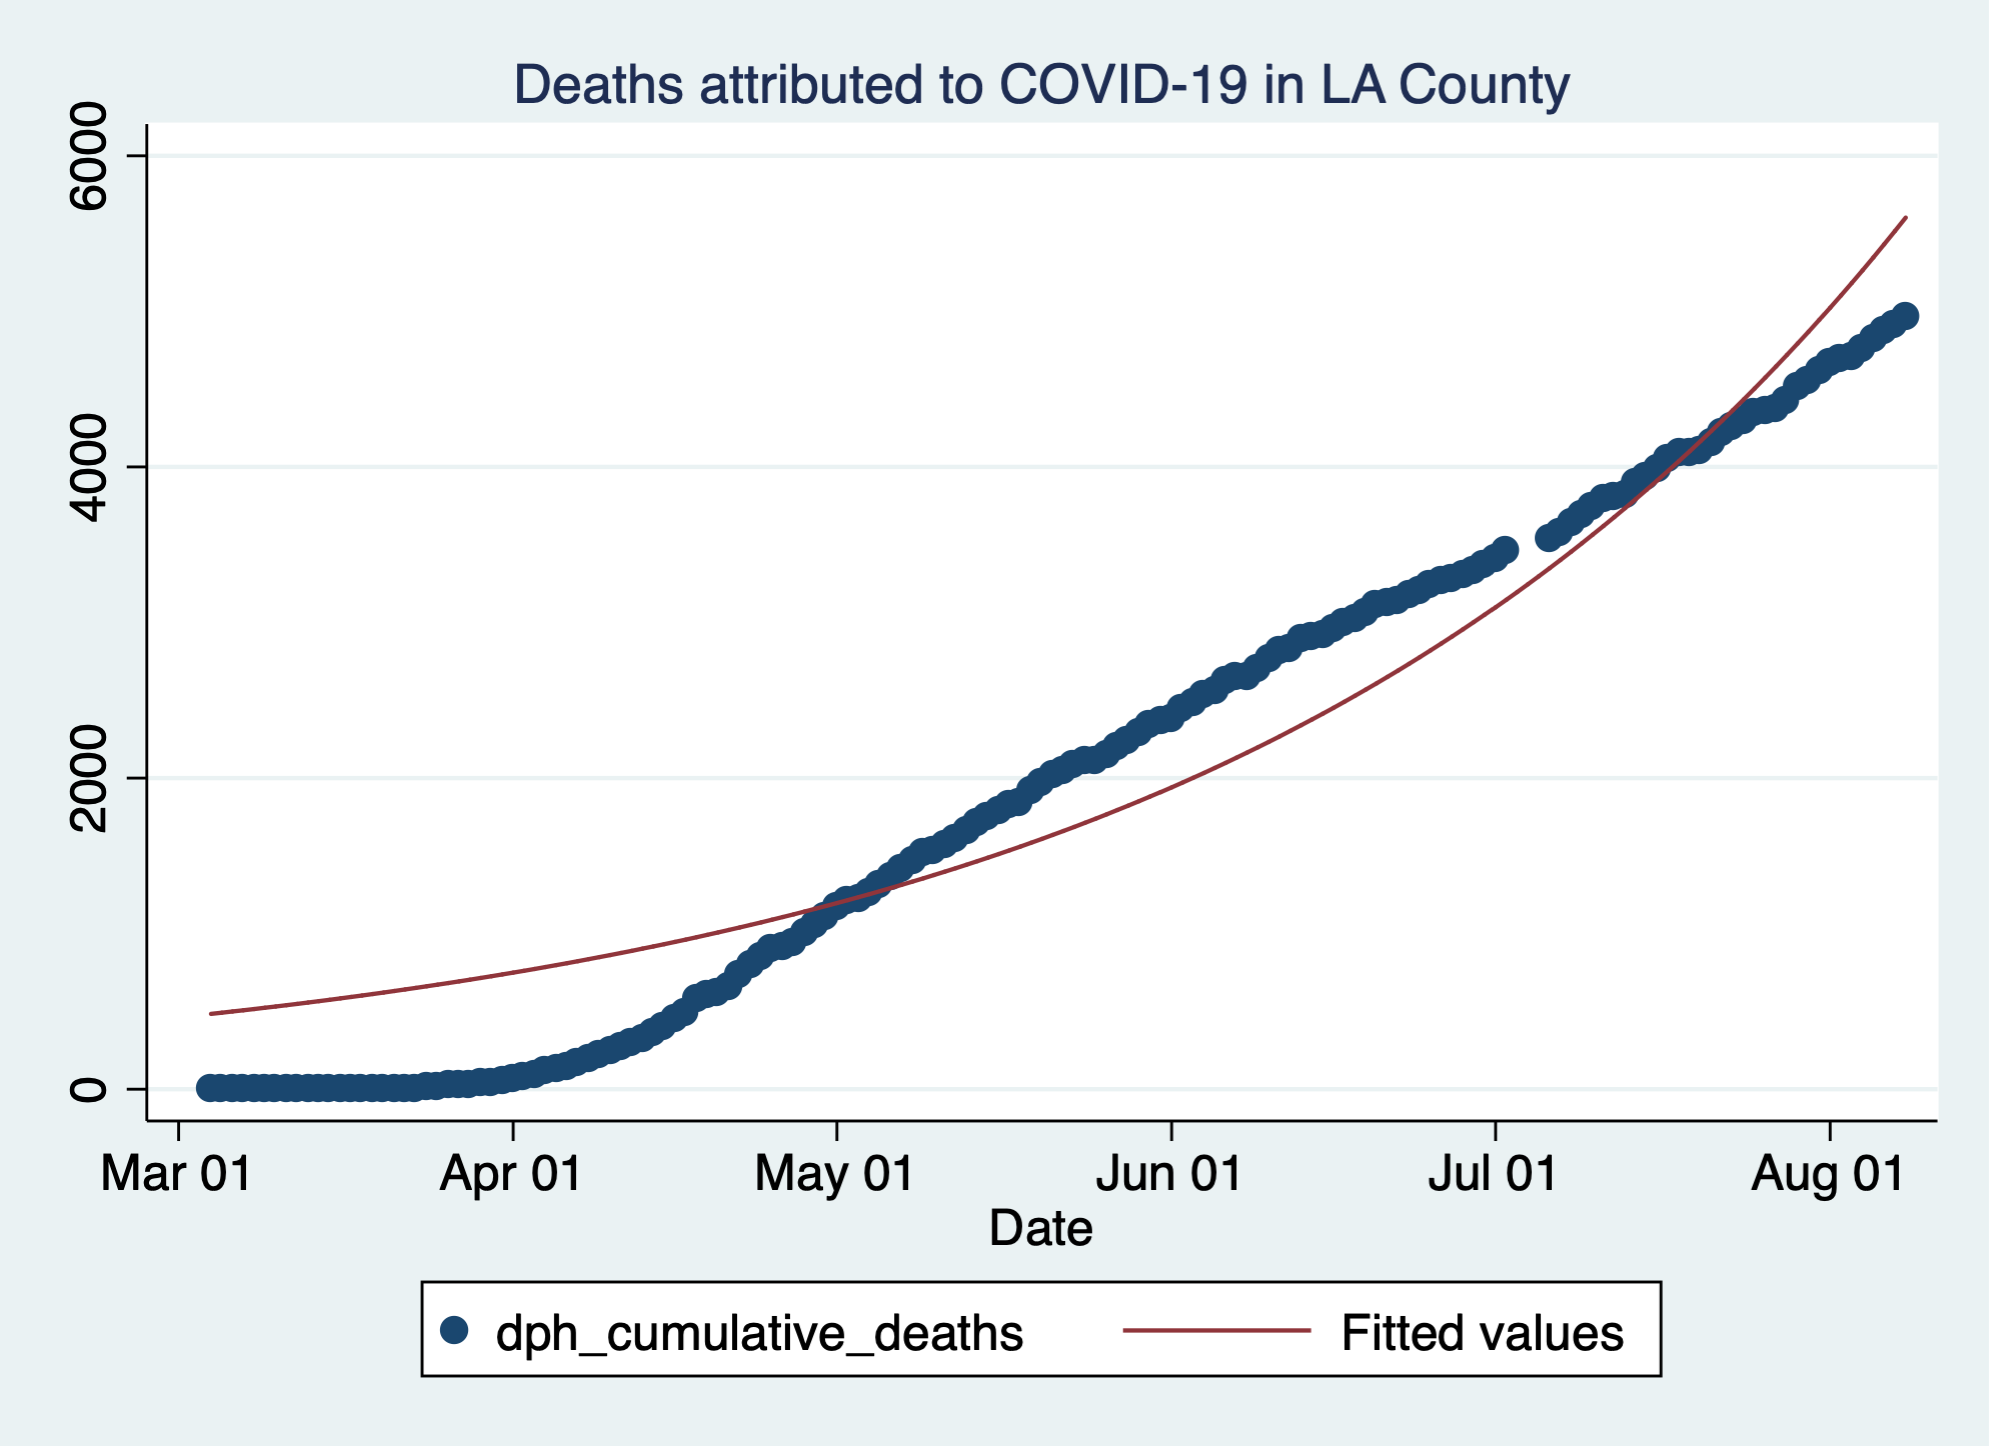 Deaths attributed to COVID-19 in LA County
6000
4000
2000
0
Mar 01 Apr 01 May 01 Jun 01 Jul 01 Aug 01
Date
dph_cumulative_deaths Fitted values